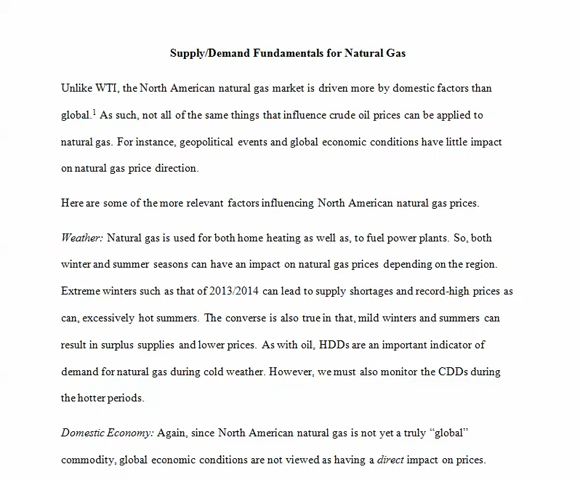 Supply/Demand Fundamentals for Natural Gas
Unlike WTI, the North American natural gas market is driven more by domestic factors than
global.1 As such, not all of the same things that influence crude oil prices can be applied to
natural gas. For instance, geopolitical events and global economic conditions have little impact
on natural gas price direction.
Here are some of the more relevant factors influencing North American natural gas prices.
Weather: Natural gas is used for both home heating as well as, to fuel power plants. So, both
winter and summer seasons can have an impact on natural gas prices depending on the region.
Extreme winters such as that of 2013/2014 can lead to supply shortages and record-high prices as
can, excessively hot summers. The converse is also true in that, mild winters and summers can
result in surplus supplies and lower prices. As with oil, HDDs are an important indicator of
demand for natural gas during cold weather. However, we must also monitor the CDDs during
the hotter periods.
Domestic Economy: Again, since North American natural gas is not yet a truly “global”
commodity, global economic conditions are not viewed as having a direct impact on prices.